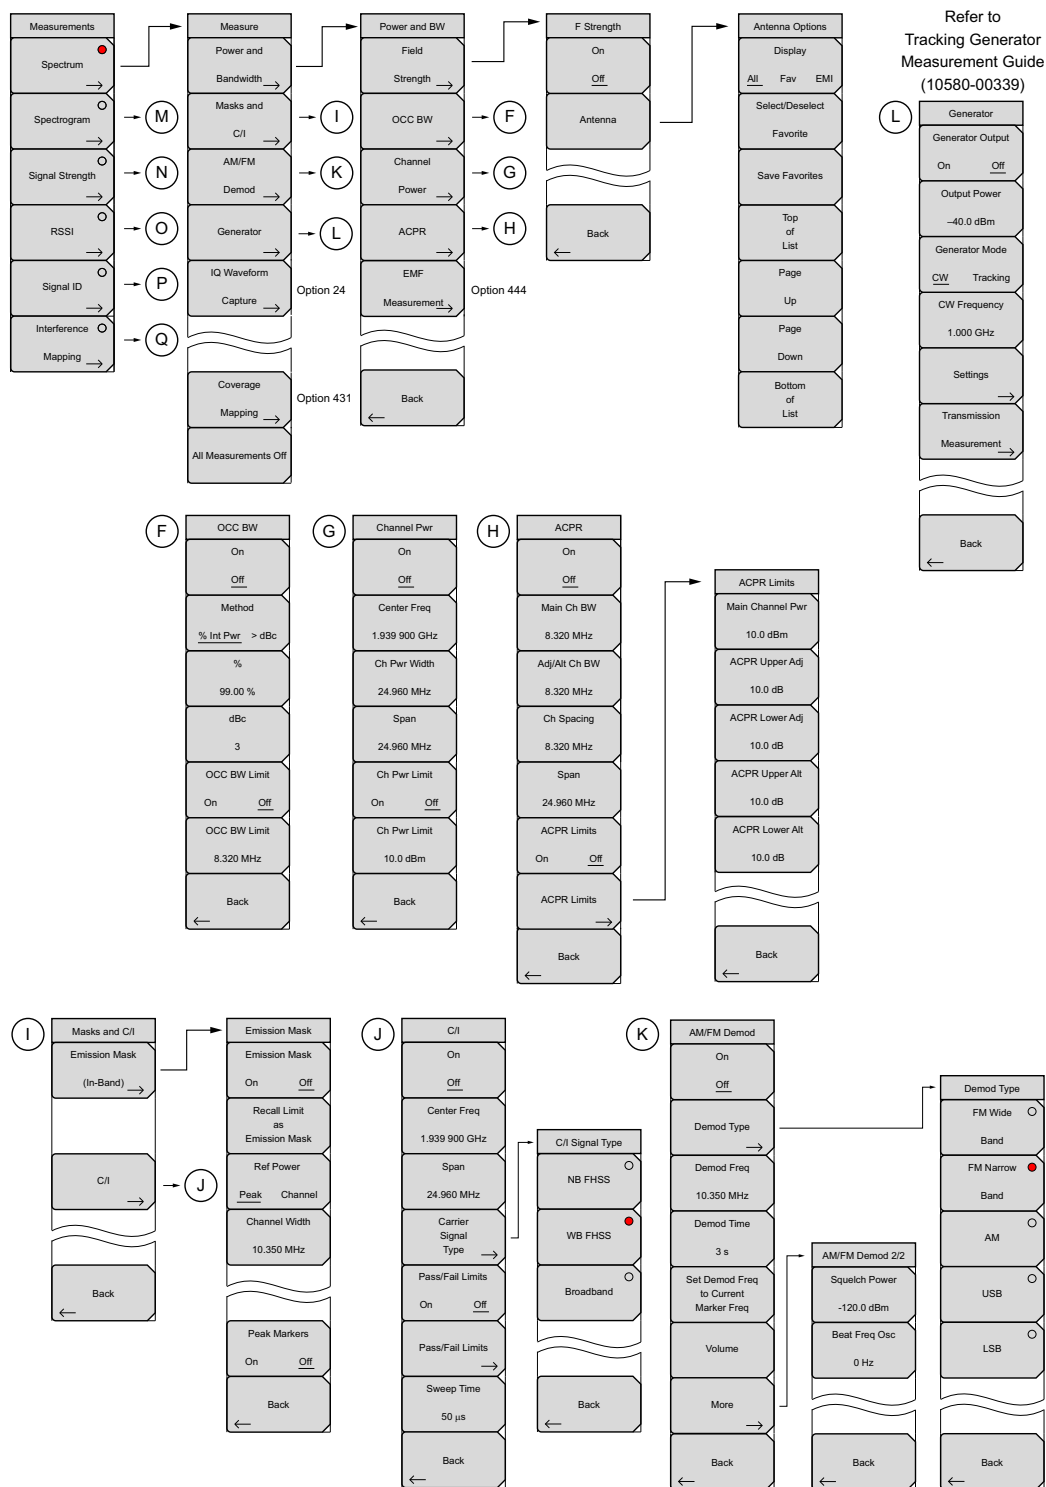 Measurements
Spectrum
Spectrogram
Signal Strength
RSSI
Signal ID
Interference
Mapping
M
N
O
P
Q
Measure
Power and
Bandwidth
Masks and
C/I
AM/FM
Demod
Generator
IQ Waveform
Capture
Option 24
Coverage
Mapping
Option 431
All Measurements Off
I
K
L
Power and BW
Field
Strength
OCC BW
Channel
Power
ACPR
EMF
Measurement
Option 444
Back
F
G
H
F Strength
On
Off
Antenna
Back
Antenna Options
Display
All Fav EMI
Select/Deselect
Favorite
Save Favorites
Top
of
List
Page
Up
Page
Down
Bottom
of
List
Refer to
Tracking Generator
Measurement Guide
(10580-00339)
L
Generator
Generator Output
On Off
Output Power
–40.0 dBm
Generator Mode
CW Tracking
CW Frequency
1.000 GHz
Settings
Transmission
Measurement
Back
F
OCC BW
On
Off
Method
% Int Pwr > dBc
%
99.00 %
dBc
3
OCC BW Limit
On Off
OCC BW Limit
8.320 MHz
Back
G
Channel Pwr
On
Off
Center Freq
1.939 900 GHz
Ch Pwr Width
24.960 MHz
Span
24.960 MHz
Ch Pwr Limit
On Off
Ch Pwr Limit
10.0 dBm
Back
H
ACPR
On
Off
Main Ch BW
8.320 MHz
Adj/Alt Ch BW
8.320 MHz
Ch Spacing
8.320 MHz
Span
24.960 MHz
ACPR Limits
On Off
ACPR Limits
Back
ACPR Limits
Main Channel Pwr
10.0 dBm
ACPR Upper Adj
10.0 dB
ACPR Lower Adj
10.0 dB
ACPR Upper Alt
10.0 dB
ACPR Lower Alt
10.0 dB
Back
I
Masks and C/I
Emission Mask
(In-Band)
C/I
J
Back
Emission Mask
Emission Mask
On Off
Recall Limit
as
Emission Mask
Ref Power
Peak Channel
Channel Width
10.350 MHz
Peak Markers
On Off
Back
J
C/I
On
Off
Center Freq
1.939 900 GHz
Span
24.960 MHz
Carrier
Signal
Type
Pass/Fail Limits
On Off
Pass/Fail Limits
Sweep Time
50 μs
Back
C/I Signal Type
NB FHSS
WB FHSS
Broadband
Back
K
AM/FM Demod
On
Off
Demod Type
Demod Freq
10.350 MHz
Demod Time
3 s
Set Demod Freq
to Current
Marker Freq
Volume
More
Back
AM/FM Demod 2/2
Squelch Power
-120.0 dBm
Beat Freq Osc
0 Hz
Back
Demod Type
FM Wide
Band
FM Narrow
Band
AM
USB
LSB
Back